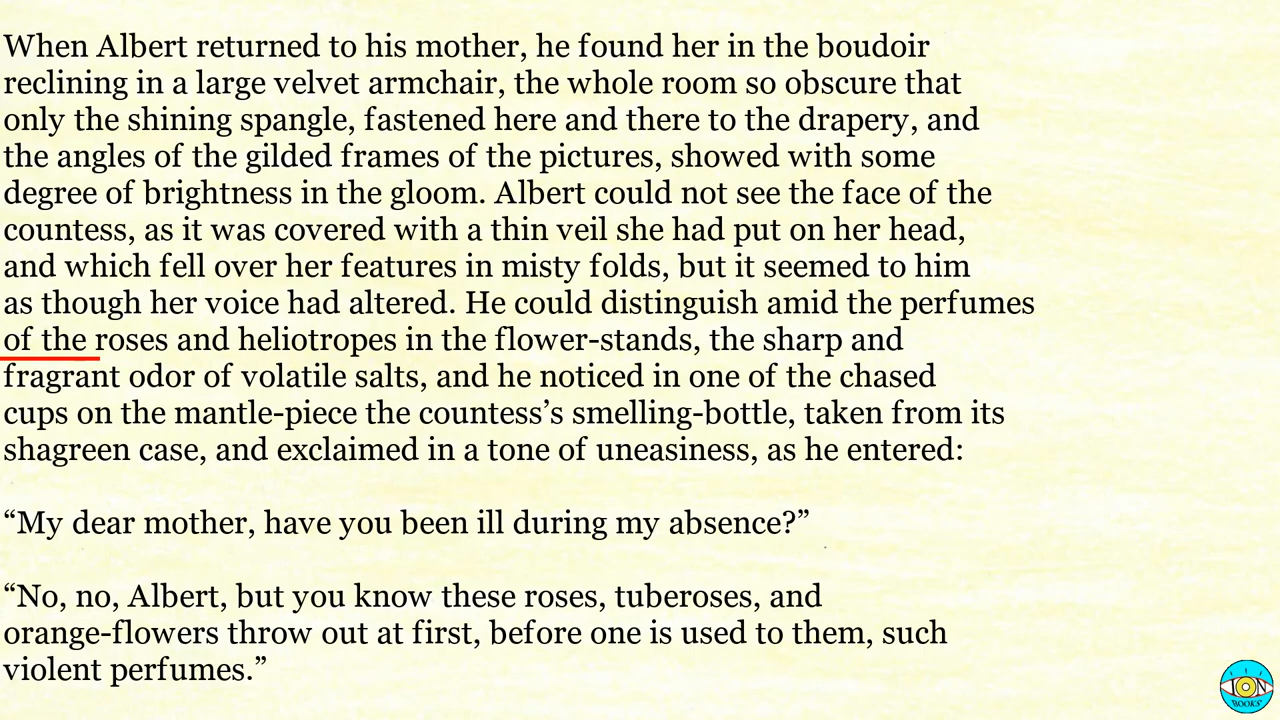 When Albert returned to his mother, he found her in the boudoir
reclining in a large velvet armchair, the whole room so obscure that
only the shining spangle, fastened here and there to the drapery, and
the angles of the gilded frames of the pictures, showed with some
degree of brightness in the gloom. Albert could not see the face of the
countess, as it was covered with a thin veil she had put on her head,
and which fell over her features in misty folds, but it seemed to him
as though her voice had altered. He could distinguish amid the perfumes
of the roses and heliotropes in the flower-stands, the sharp and
fragrant odor of volatile salts, and he noticed in one of the chased
cups on the mantle-piece the countess’s smelling-bottle, taken from its
shagreen case, and exclaimed in a tone of uneasiness, as he entered:
“My dear mother, have you been ill during my absence?”
“No, no, Albert, but you know these roses, tuberoses, and
orange-flowers throw out at first, before one is used to them, such
violent perfumes.”
ION
BOOKS